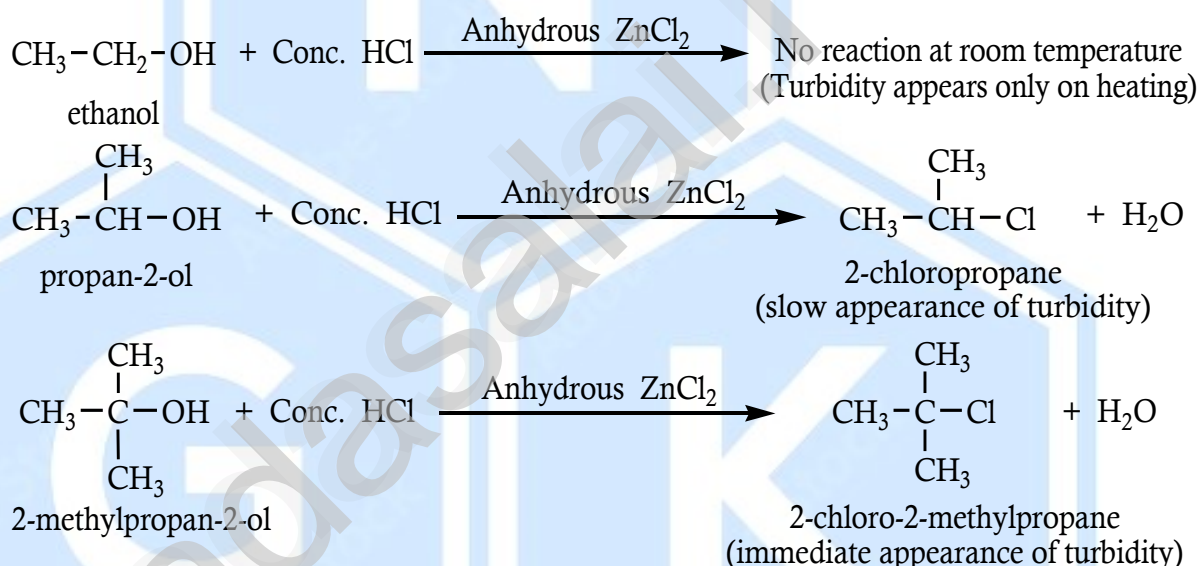 CH₃-CH₂-OH + Conc. HCl Anhydrous ZnCl₂ No reaction at room temperature
(Turbidity appears only on heating)
ethanol
CH₃ CH₃
CH₃-CH-OH + Conc. HCl Anhydrous ZnCl₂ CH₃-CH-Cl + H₂O
propan-2-ol 2-chloropropane
(slow appearance of turbidity)
CH₃ CH₃
CH₃-C-OH + Conc. HCl Anhydrous ZnCl₂ CH₃-C-Cl + H₂O
CH₃ CH₃
2-methylpropan-2-ol 2-chloro-2-methylpropane
(immediate appearance of turbidity)
N
G K
adasalai.